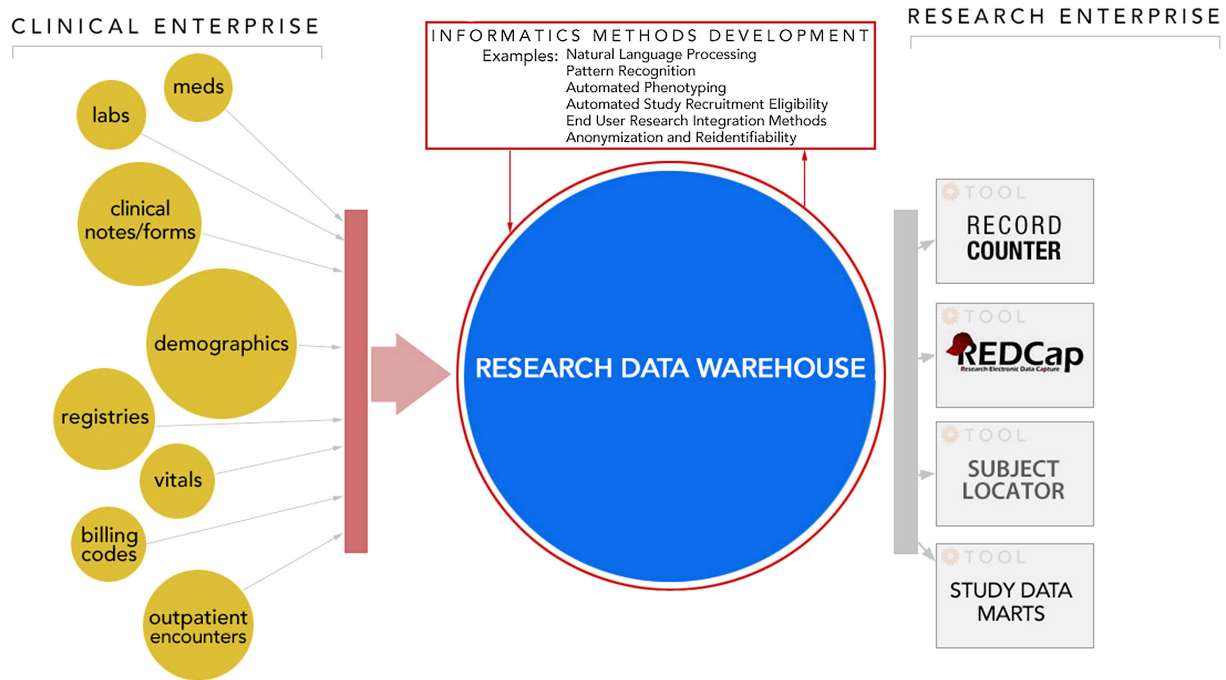 CLINICAL ENTERPRISE
meds
labs
clinical
notes/forms
demographics
registries
vitals
billing
codes
outpatient
encounters
INFORMATICS METHODS DEVELOPMENT
Examples: Natural Language Processing
Pattern Recognition
Automated Phenotyping
Automated Study Recruitment Eligibility
End User Research Integration Methods
Anonymization and Reidentifiability
RESEARCH DATA WAREHOUSE
RESEARCH ENTERPRISE
TOOL
RECORD
COUNTER
TOOL
REDCap
Research Electronic Data Capture
TOOL
SUBJECT
LOCATOR
TOOL
STUDY DATA
MARTS